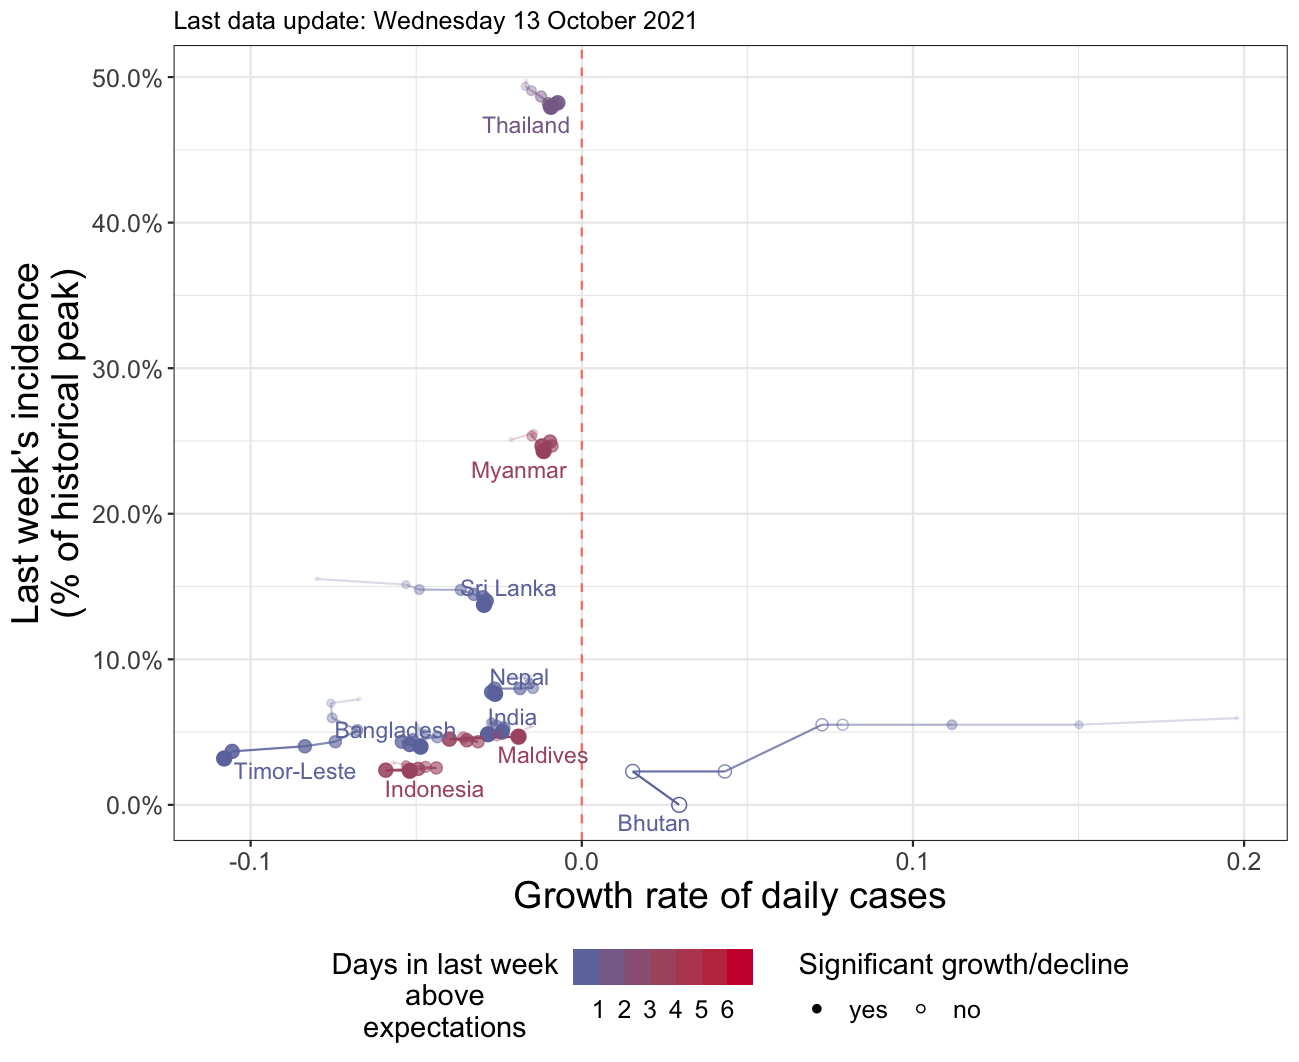 Last data update: Wednesday 13 October 2021
Last week's incidence
(% of historical peak)
50.0%
40.0%
30.0%
20.0%
10.0%
0.0%
Thailand
Myanmar
Sri Lanka
Nepal
India
Bangladesh
Maldives
Timor-Leste
Indonesia
Bhutan
-0.1
0.0
0.1
0.2
Growth rate of daily cases
Days in last week
above
expectations
1 2 3 4 5 6
Significant growth/decline
yes no